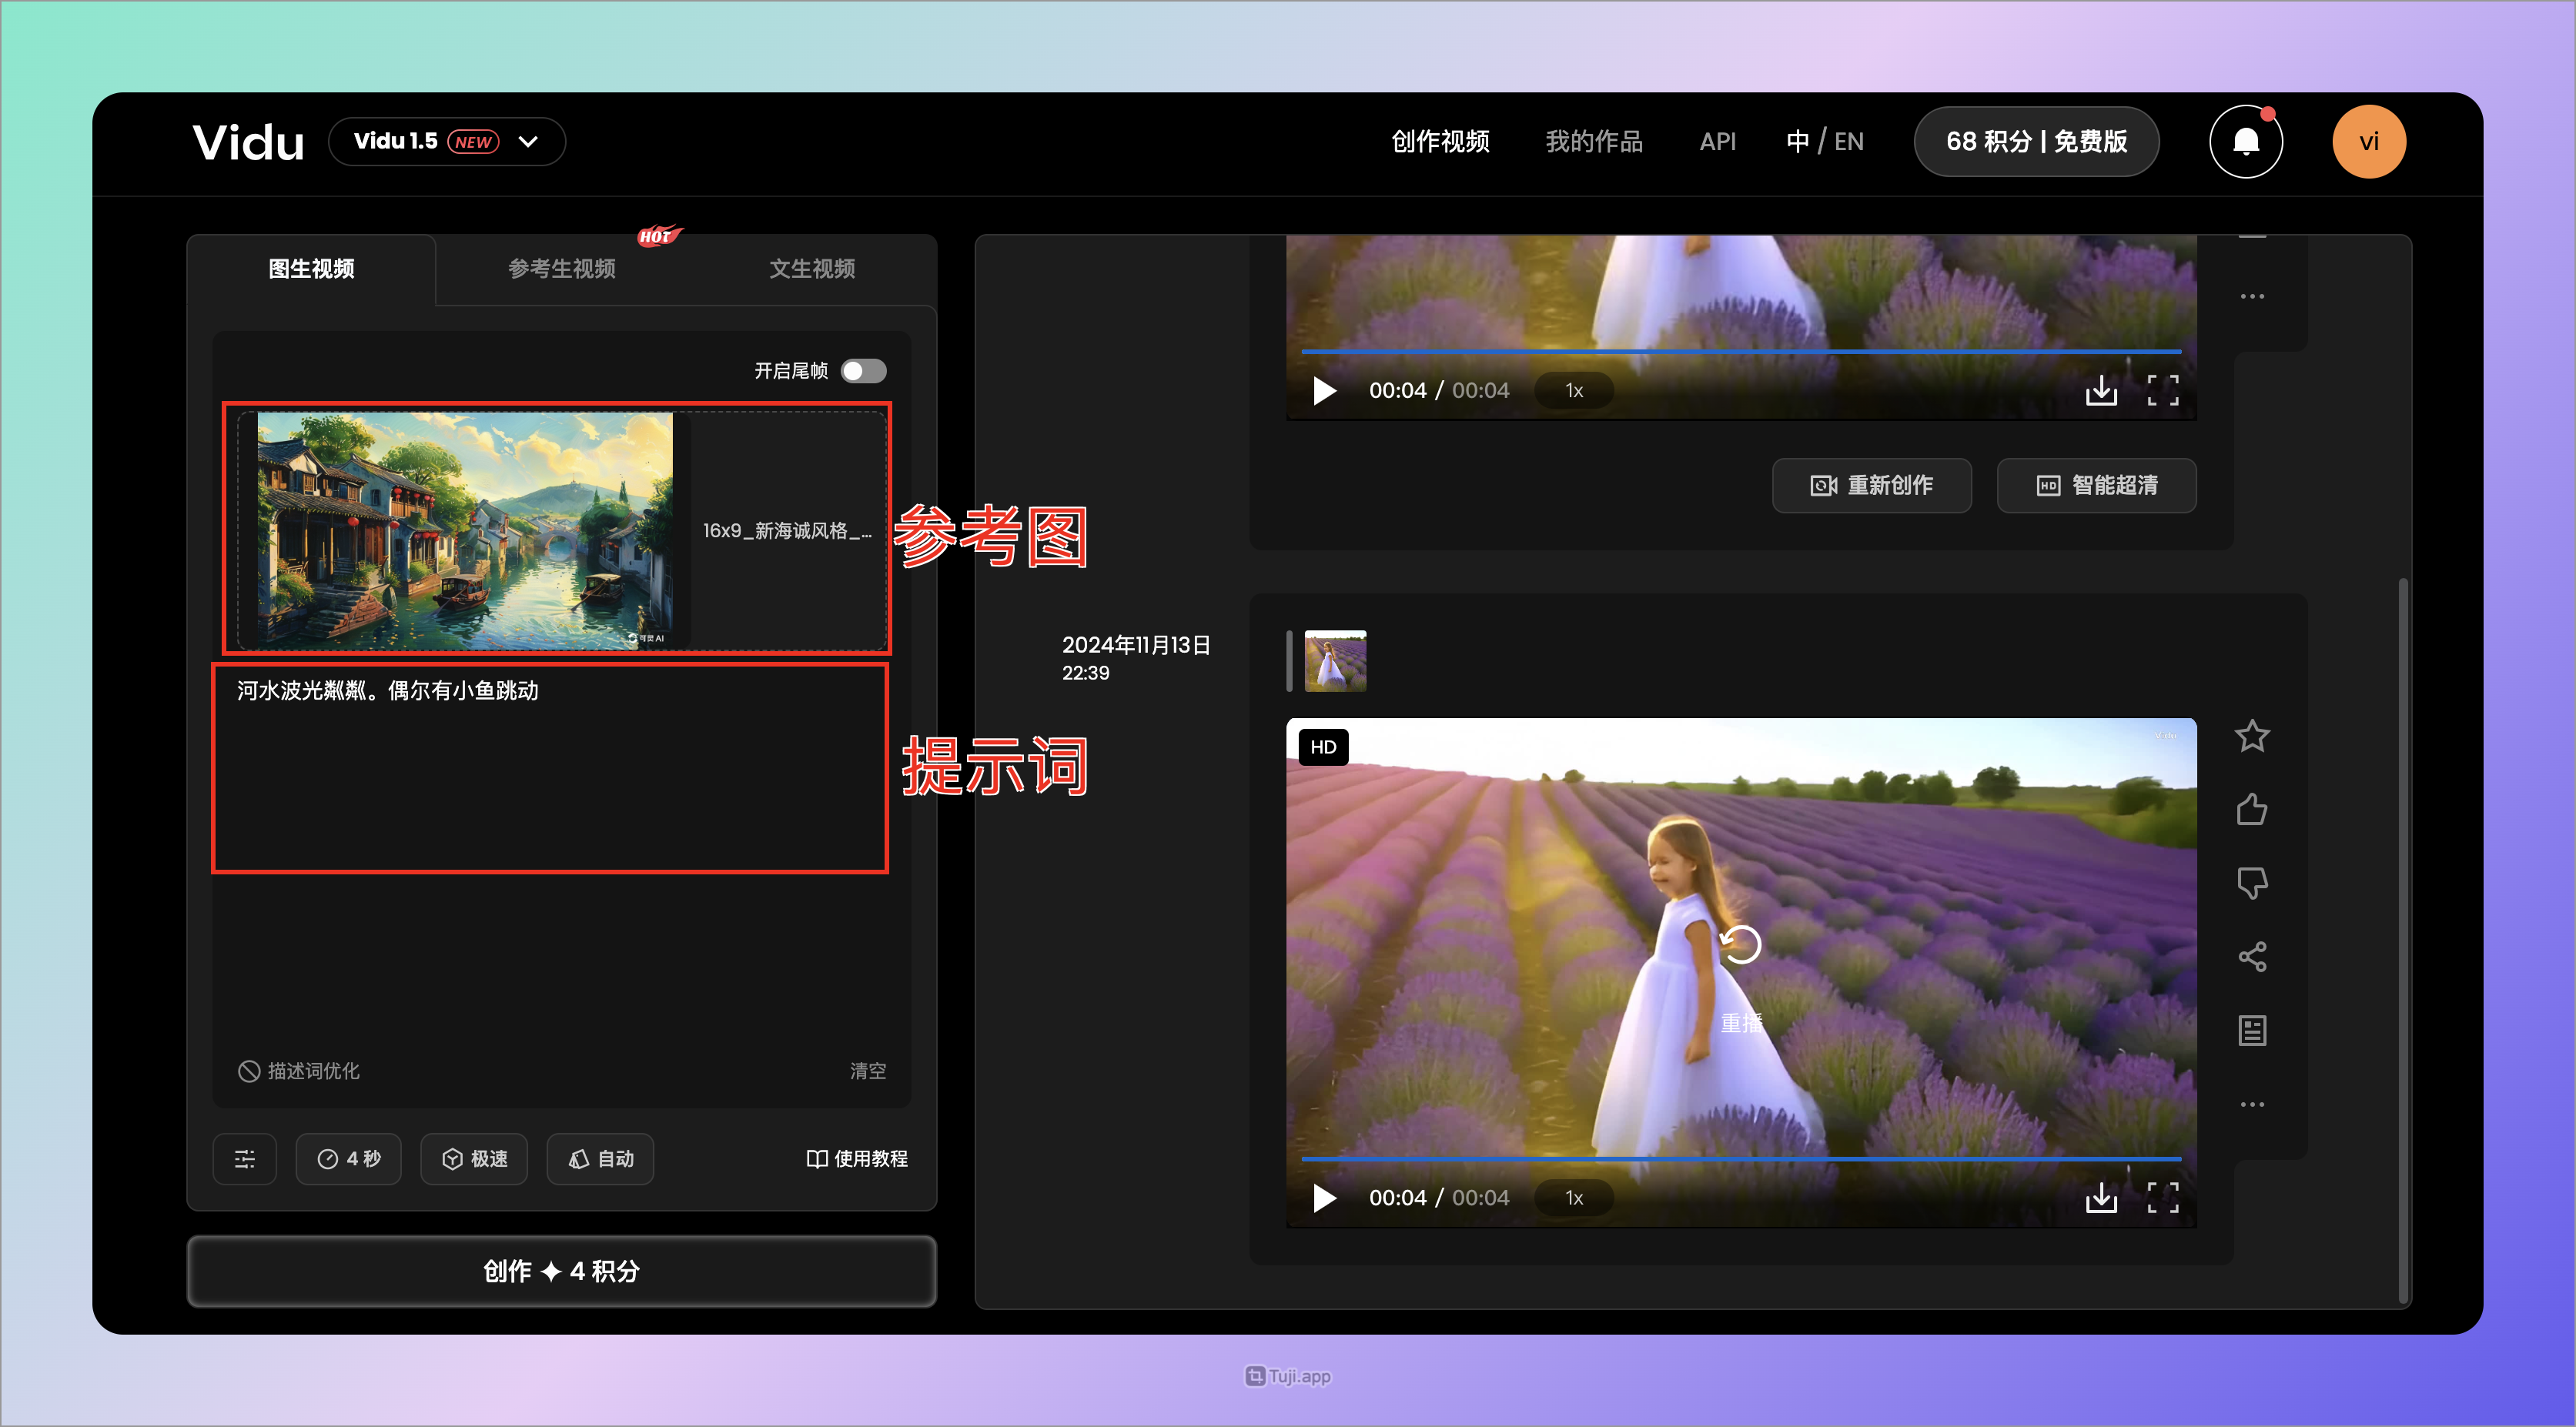 Vidu
Vidu 1.5 NEW
创作视频
我的作品
API
中 / EN
68 积分 | 免费版
vi
图生视频
参考生视频
HOT
文生视频
开启尾帧
16x9_新海诚风格_...
可灵 AI
参考图
河水波光粼粼。偶尔有小鱼跳动
提示词
描述词优化
清空
4 秒
极速
自动
使用教程
创作 4 积分
00:04 / 00:04
1x
重新创作
HD 智能超清
2024年11月13日
22:39
HD
Vidu
重播
00:04 / 00:04
1x
Tuji.app